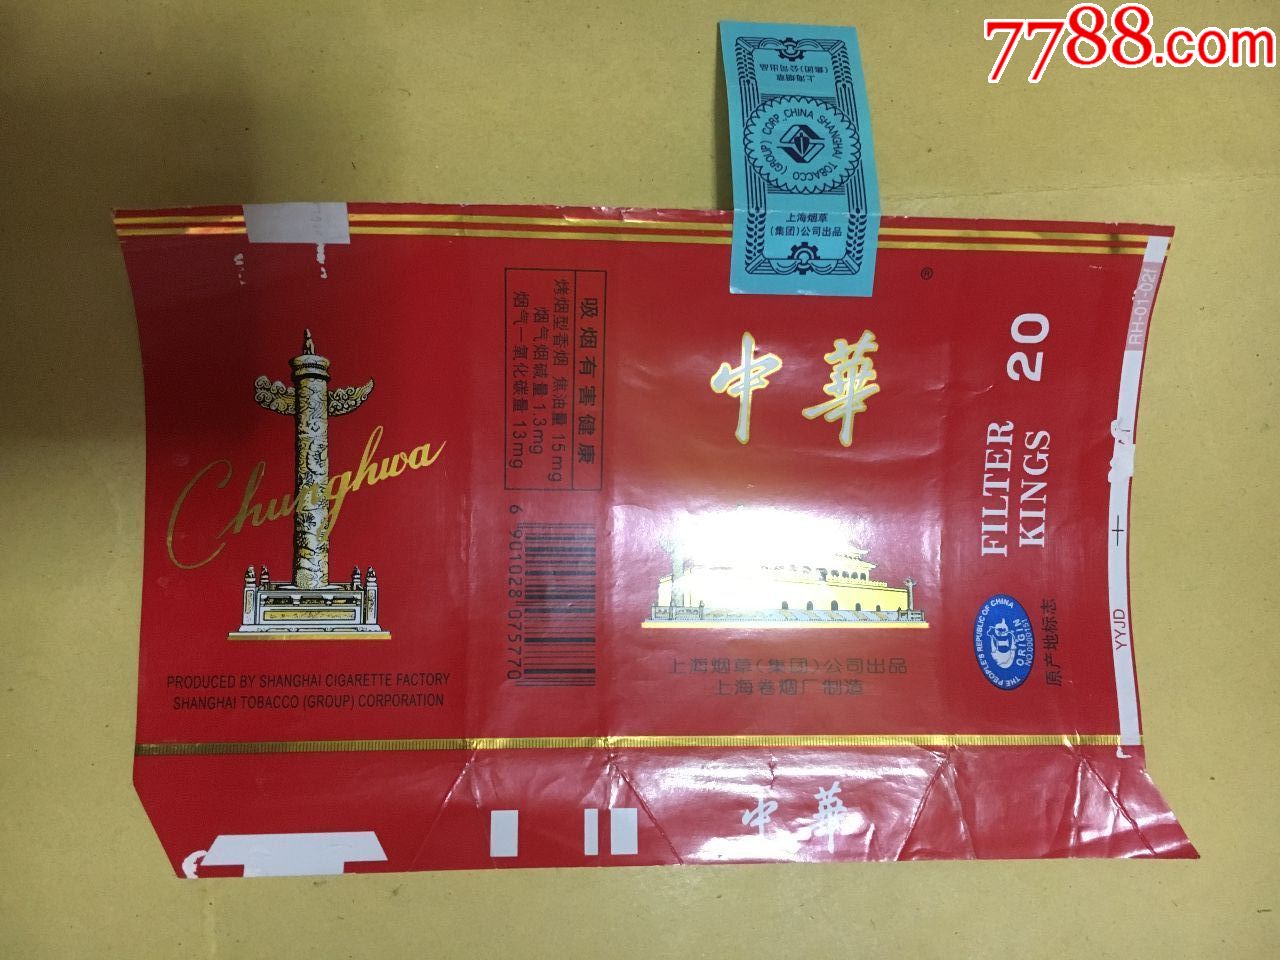 7788.com
上海烟草
(集团)公司出品
CHINA SHANGHAI TOBACCO (GROUP) CORP.
上海烟草
(集团)公司出品
Chunghwa
PRODUCED BY SHANGHAI CIGARETTE FACTORY
SHANGHAI TOBACCO (GROUP) CORPORATION
吸烟有害健康
烤烟型香烟 焦油量 15mg
烟气烟碱量 1.3mg
烟气一氧化碳量 13mg
6 901028 075770
®
中華
上海烟草(集团)公司出品
上海卷烟厂制造
FILTER
KINGS 20
THE PEOPLE'S REPUBLIC OF CHINA
ORIGIN
NO.0000151
原产地标志
RH-01-02f
YYJD
中華